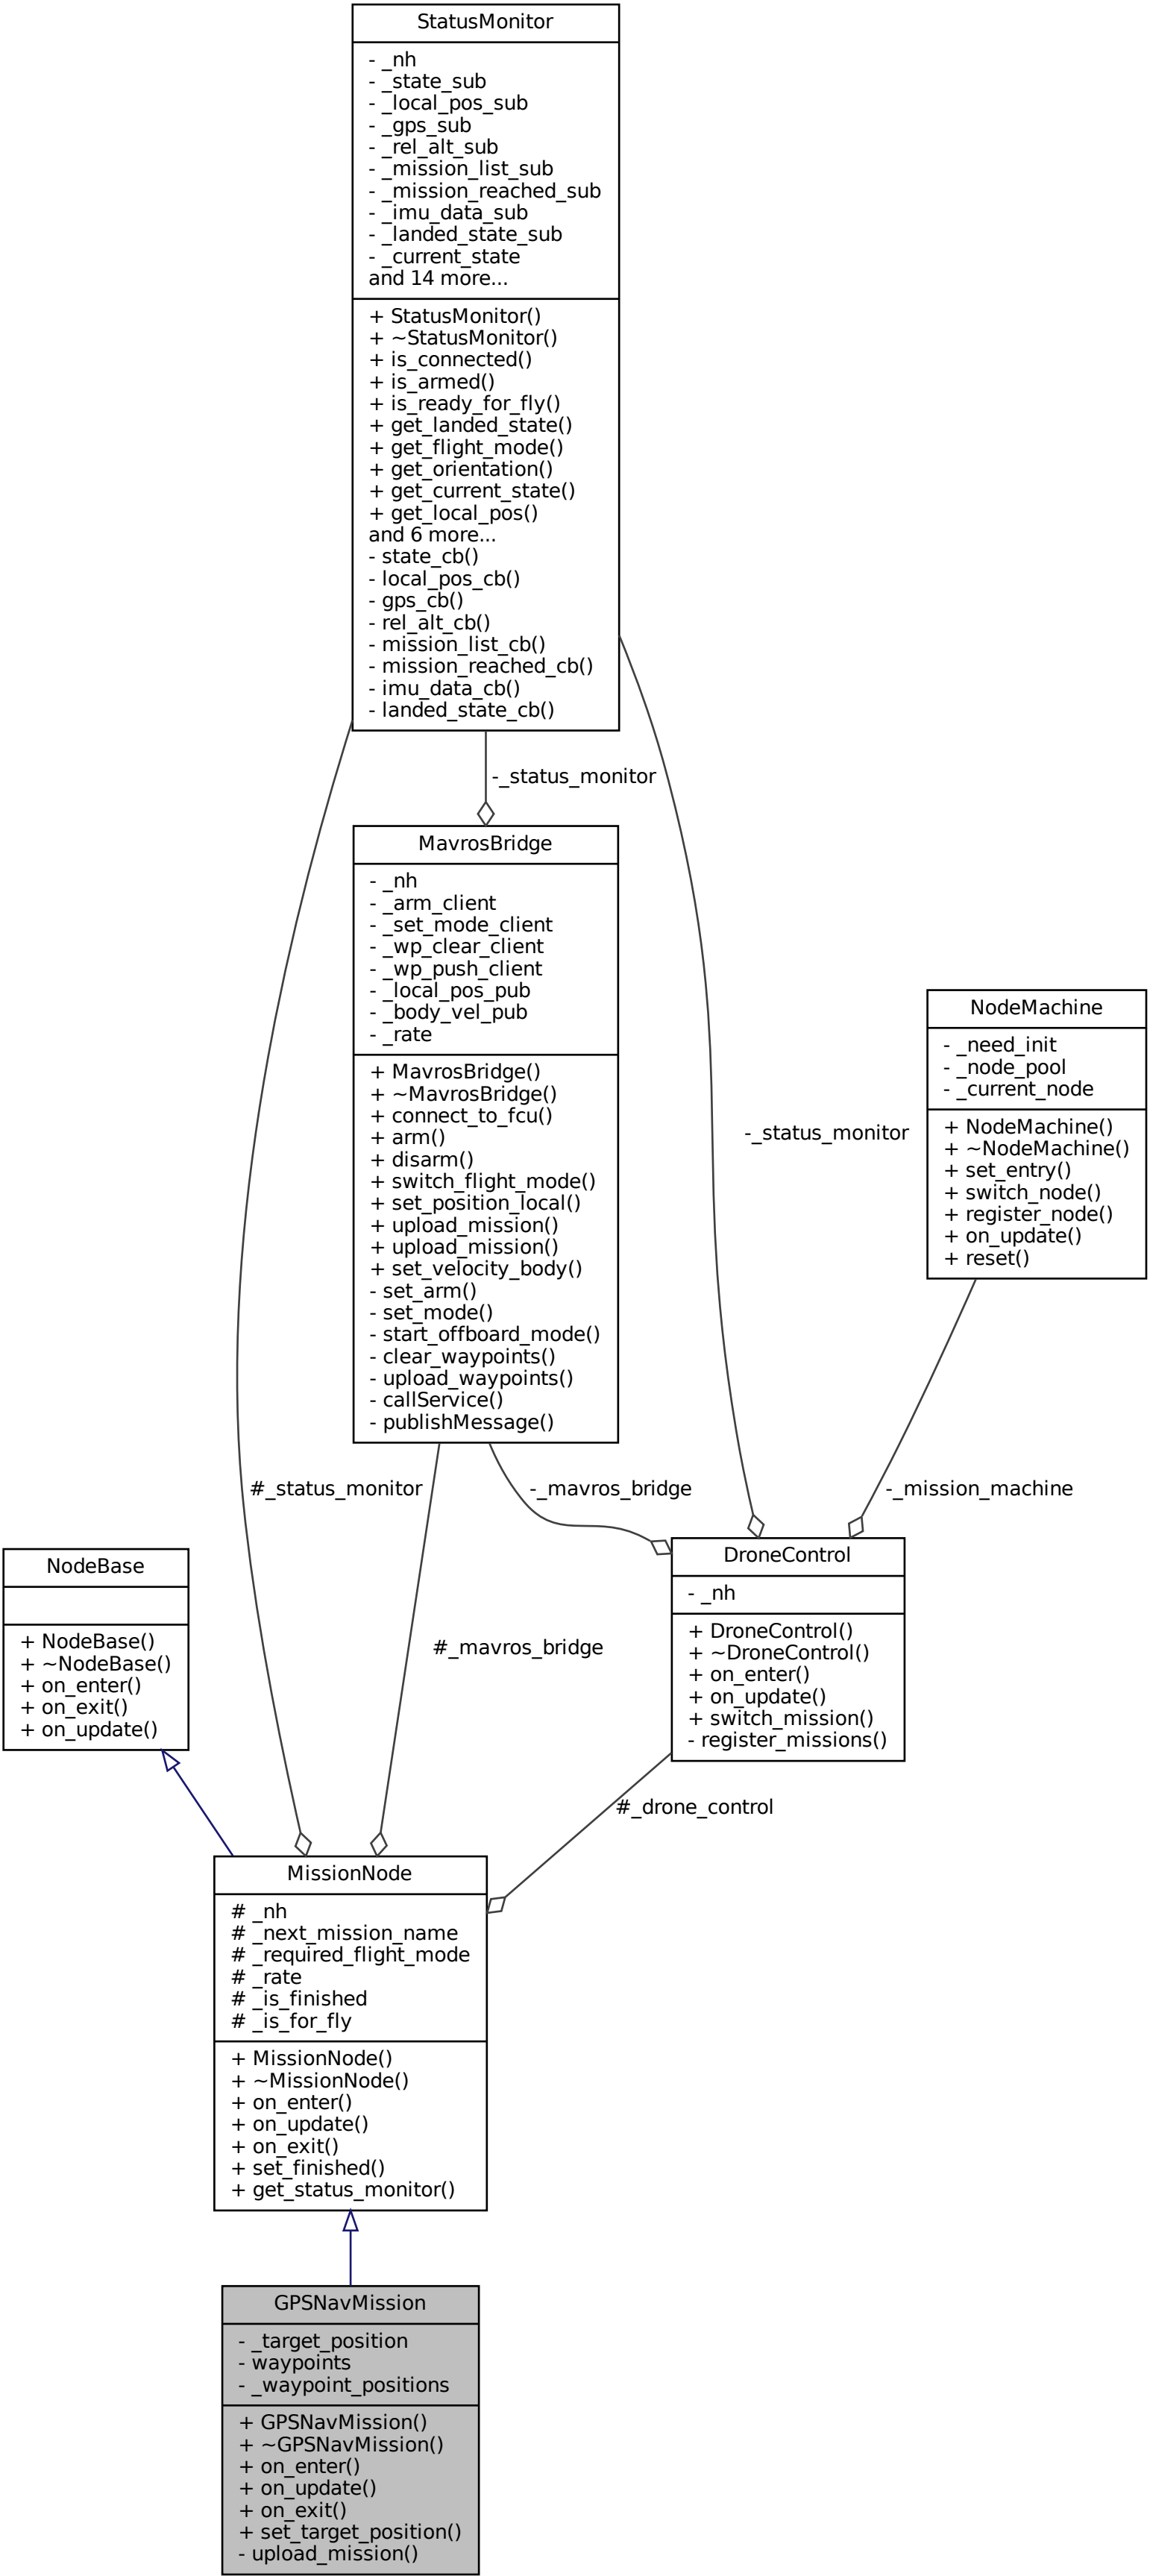 StatusMonitor
- _nh
- _state_sub
- _local_pos_sub
- _gps_sub
- _rel_alt_sub
- _mission_list_sub
- _mission_reached_sub
- _imu_data_sub
- _landed_state_sub
- _current_state
and 14 more...
+ StatusMonitor()
+ ~StatusMonitor()
+ is_connected()
+ is_armed()
+ is_ready_for_fly()
+ get_landed_state()
+ get_flight_mode()
+ get_orientation()
+ get_current_state()
+ get_local_pos()
and 6 more...
- state_cb()
- local_pos_cb()
- gps_cb()
- rel_alt_cb()
- mission_list_cb()
- mission_reached_cb()
- imu_data_cb()
- landed_state_cb()
-_status_monitor
MavrosBridge
- _nh
- _arm_client
- _set_mode_client
- _wp_clear_client
- _wp_push_client
- _local_pos_pub
- _body_vel_pub
- _rate
+ MavrosBridge()
+ ~MavrosBridge()
+ connect_to_fcu()
+ arm()
+ disarm()
+ switch_flight_mode()
+ set_position_local()
+ upload_mission()
+ upload_mission()
+ set_velocity_body()
- set_arm()
- set_mode()
- start_offboard_mode()
- clear_waypoints()
- upload_waypoints()
- callService()
- publishMessage()
-_status_monitor
NodeMachine
- _need_init
- _node_pool
- _current_node
+ NodeMachine()
+ ~NodeMachine()
+ set_entry()
+ switch_node()
+ register_node()
+ on_update()
+ reset()
#_status_monitor
-_mavros_bridge
-_mission_machine
NodeBase
+ NodeBase()
+ ~NodeBase()
+ on_enter()
+ on_exit()
+ on_update()
#_mavros_bridge
DroneControl
- _nh
+ DroneControl()
+ ~DroneControl()
+ on_enter()
+ on_update()
+ switch_mission()
- register_missions()
#_drone_control
MissionNode
# _nh
# _next_mission_name
# _required_flight_mode
# _rate
# _is_finished
# _is_for_fly
+ MissionNode()
+ ~MissionNode()
+ on_enter()
+ on_update()
+ on_exit()
+ set_finished()
+ get_status_monitor()
GPSNavMission
- _target_position
- waypoints
- _waypoint_positions
+ GPSNavMission()
+ ~GPSNavMission()
+ on_enter()
+ on_update()
+ on_exit()
+ set_target_position()
- upload_mission()